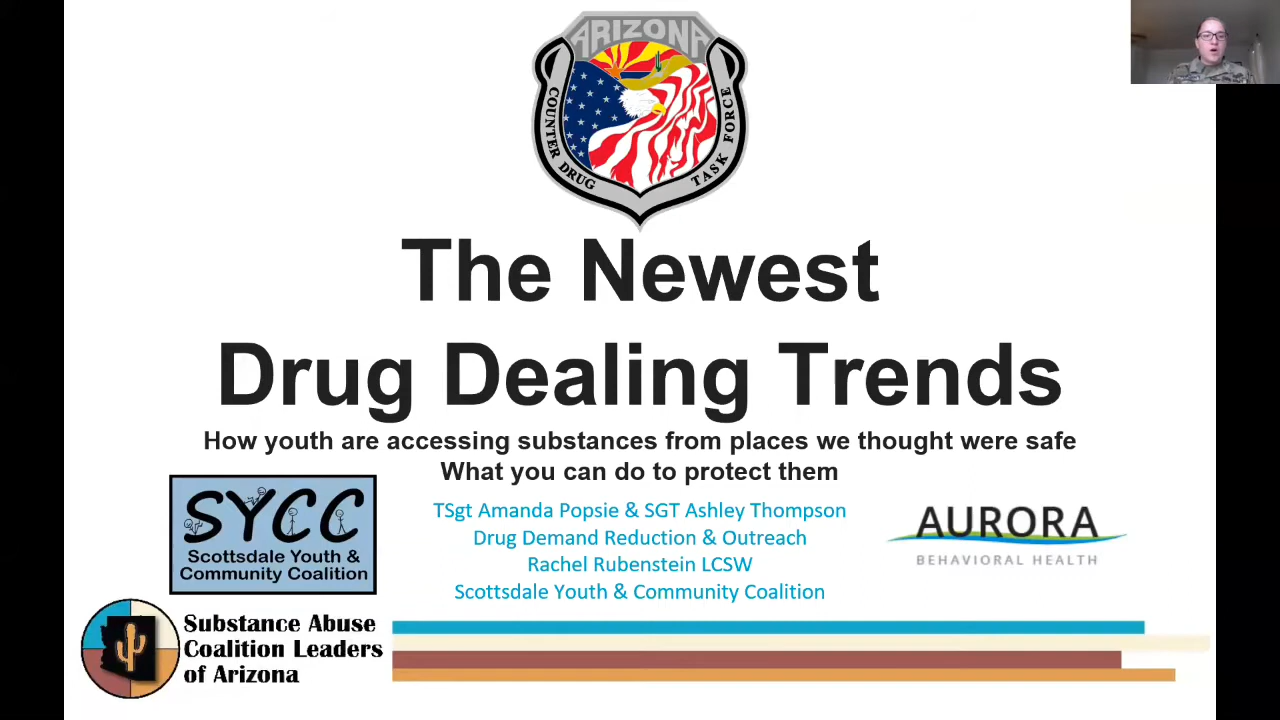 ARIZONA
COUNTER DRUG
TASK FORCE
The Newest
Drug Dealing Trends
How youth are accessing substances from places we thought were safe
What you can do to protect them
SYCC
Scottsdale Youth &
Community Coalition
TSgt Amanda Popsie & SGT Ashley Thompson
Drug Demand Reduction & Outreach
Rachel Rubenstein LCSW
Scottsdale Youth & Community Coalition
AURORA
BEHAVIORAL HEALTH
Substance Abuse
Coalition Leaders
of Arizona